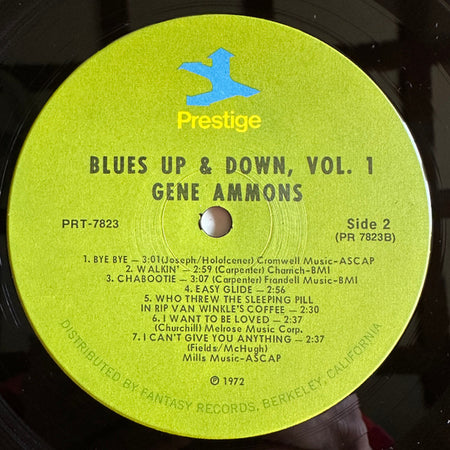 Prestige
BLUES UP & DOWN, VOL. 1
GENE AMMONS
PRT-7823
Side 2
(PR 7823B)
1. BYE BYE — 3:01 (Joseph/Hololcener) Cromwell Music-ASCAP
2. WALKIN' — 2:59 (Carpenter) Charrich-BMI
3. CHABOOTIE — 3:07 (Carpenter) Frandell Music-BMI
4. EASY GLIDE — 2:56
5. WHO THREW THE SLEEPING PILL
IN RIP VAN WINKLE'S COFFEE — 2:30
6. I WANT TO BE LOVED — 2:37
(Churchill) Melrose Music Corp.
7. I CAN'T GIVE YOU ANYTHING — 2:37
(Fields/McHugh)
Mills Music-ASCAP
℗ 1972
DISTRIBUTED BY FANTASY RECORDS, BERKELEY, CALIFORNIA